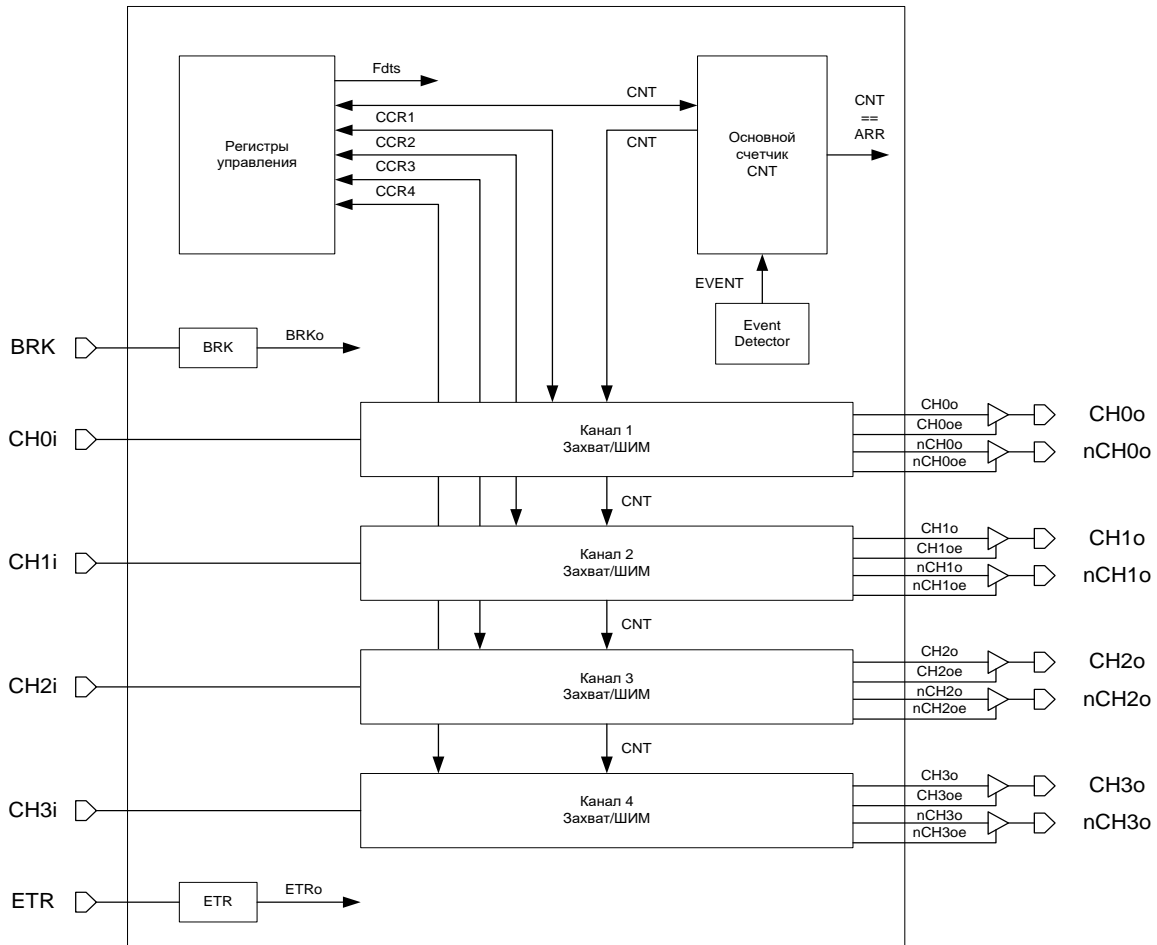 Fdts
CNT
CNT
==
ARR
CCR1
CNT
CCR2
CCR3
CCR4
Регистры
управления
Основной
счетчик
CNT
EVENT
Event
Detector
BRK
BRK
BRKo
CH0i
Канал 1
Захват/ШИМ
CH0o
CH0oe
nCH0o
nCH0oe
CH0o
nCH0o
CNT
CH1i
Канал 2
Захват/ШИМ
CH1o
CH1oe
nCH1o
nCH1oe
CH1o
nCH1o
CNT
CH2i
Канал 3
Захват/ШИМ
CH2o
CH2oe
nCH2o
nCH2oe
CH2o
nCH2o
CNT
CH3i
Канал 4
Захват/ШИМ
CH3o
CH3oe
nCH3o
nCH3oe
CH3o
nCH3o
ETR
ETR
ETRo